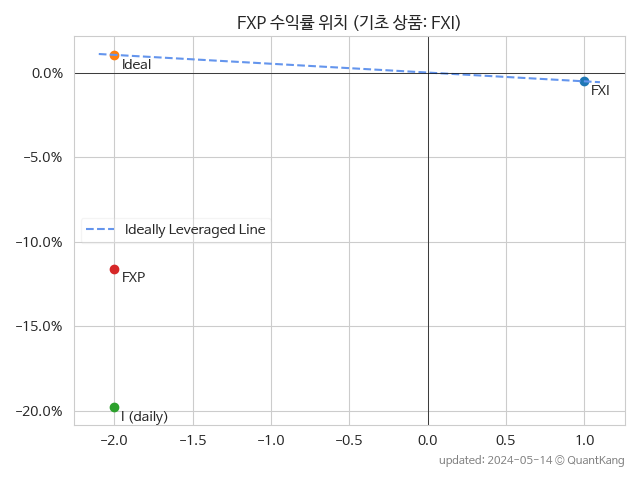 FXP 수익률 위치 (기초 상품: FXI)
0.0%
-5.0%
-10.0%
-15.0%
-20.0%
Ideal
FXI
Ideally Leveraged Line
FXP
I (daily)
-2.0 -1.5 -1.0 -0.5 0.0 0.5 1.0
updated: 2024-05-14 © QuantKang